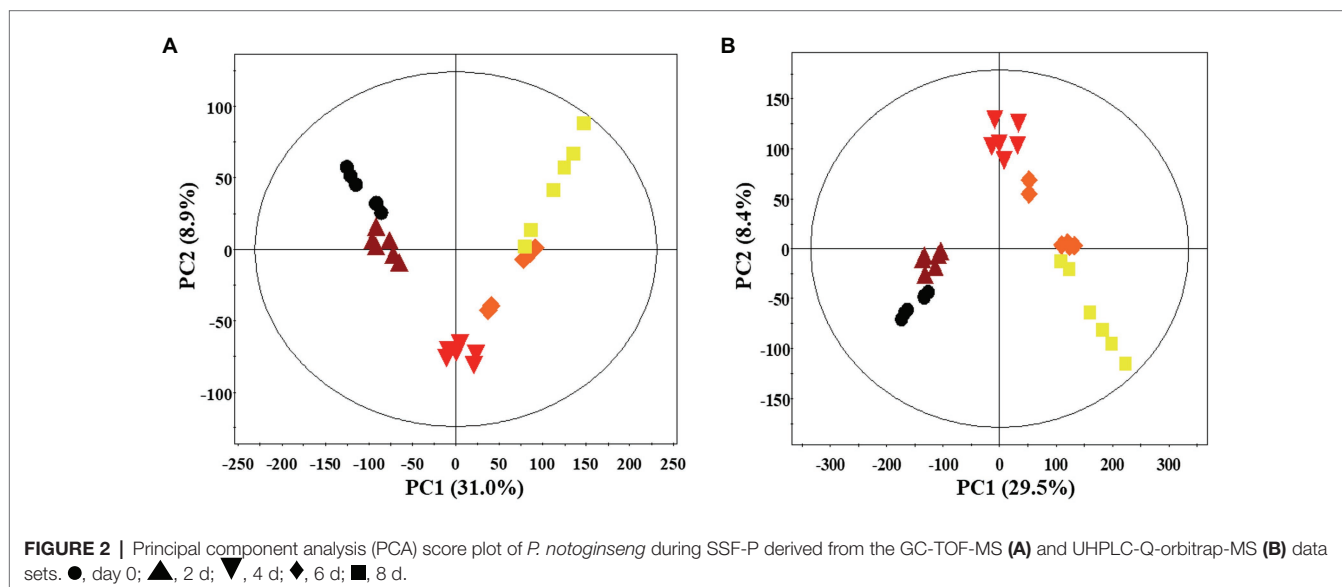 A
100
50
0
-50
-100
PC2 (8.9%)
-250 -200 -150 -100 -50 0 50 100 150 200 250
PC1 (31.0%)
B
150
100
50
0
-50
-100
-150
PC2 (8.4%)
-300 -200 -100 0 100 200 300
PC1 (29.5%)
FIGURE 2 | Principal component analysis (PCA) score plot of P. notoginseng during SSF-P derived from the GC-TOF-MS (A) and UHPLC-Q-orbitrap-MS (B) data
sets. ●, day 0; ▲, 2 d; ▼, 4 d; ♦, 6 d; ■, 8 d.